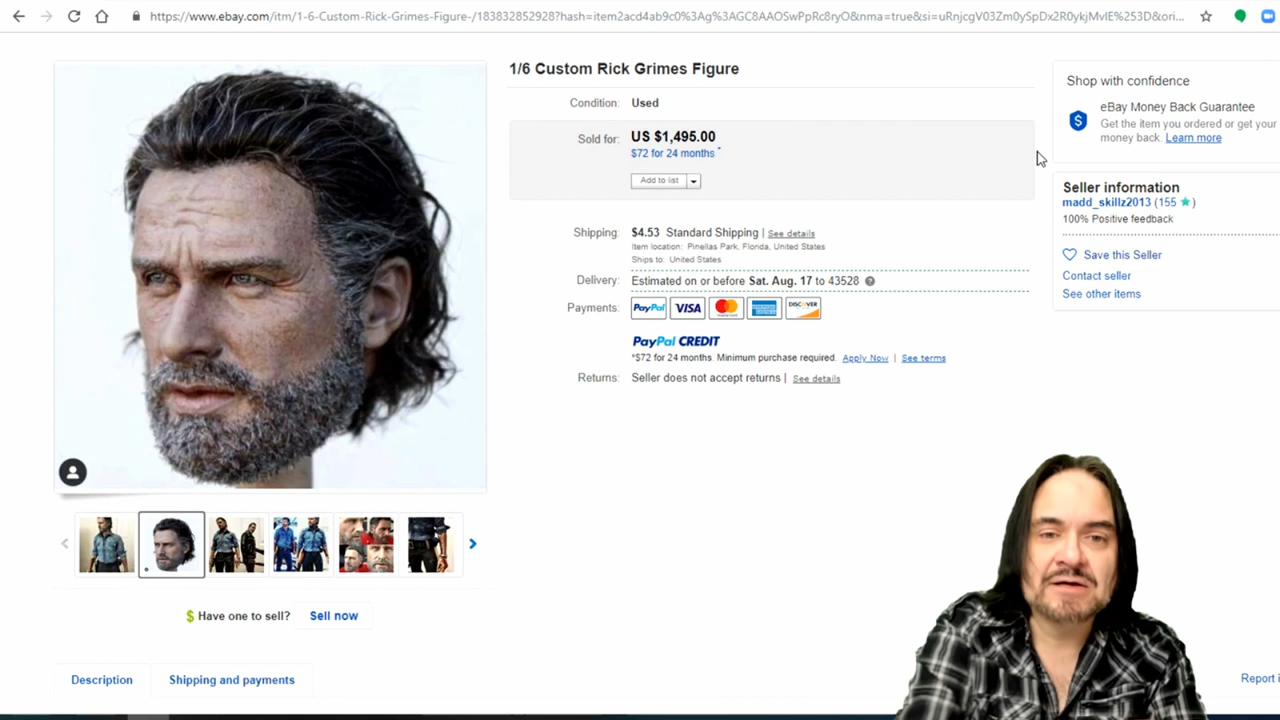 https://www.ebay.com/itm/1-6-Custom-Rick-Grimes-Figure-/183832852928?hash=item2acd4ab9c0%3Ag%3AGC8AAOSwPpRc8ryO&nma=true&si=uRnjcgV03Zm0ySpDx2R0ykjMvIE%253D&ori...
1/6 Custom Rick Grimes Figure
Condition: Used
Sold for: US $1,495.00
$72 for 24 months *
Add to list
Shipping: $4.53 Standard Shipping | See details
Item location: Pinellas Park, Florida, United States
Ships to: United States
Delivery: Estimated on or before Sat. Aug. 17 to 43528
Payments: PayPal VISA MasterCard AMERICAN EXPRESS DISCOVER
PayPal CREDIT
*$72 for 24 months. Minimum purchase required. Apply Now | See terms
Returns: Seller does not accept returns | See details
Shop with confidence
eBay Money Back Guarantee
Get the item you ordered or get your
money back. Learn more
Seller information
madd_skillz2013 (155 ★)
100% Positive feedback
Save this Seller
Contact seller
See other items
$ Have one to sell? Sell now
Description
Shipping and payments
Report i